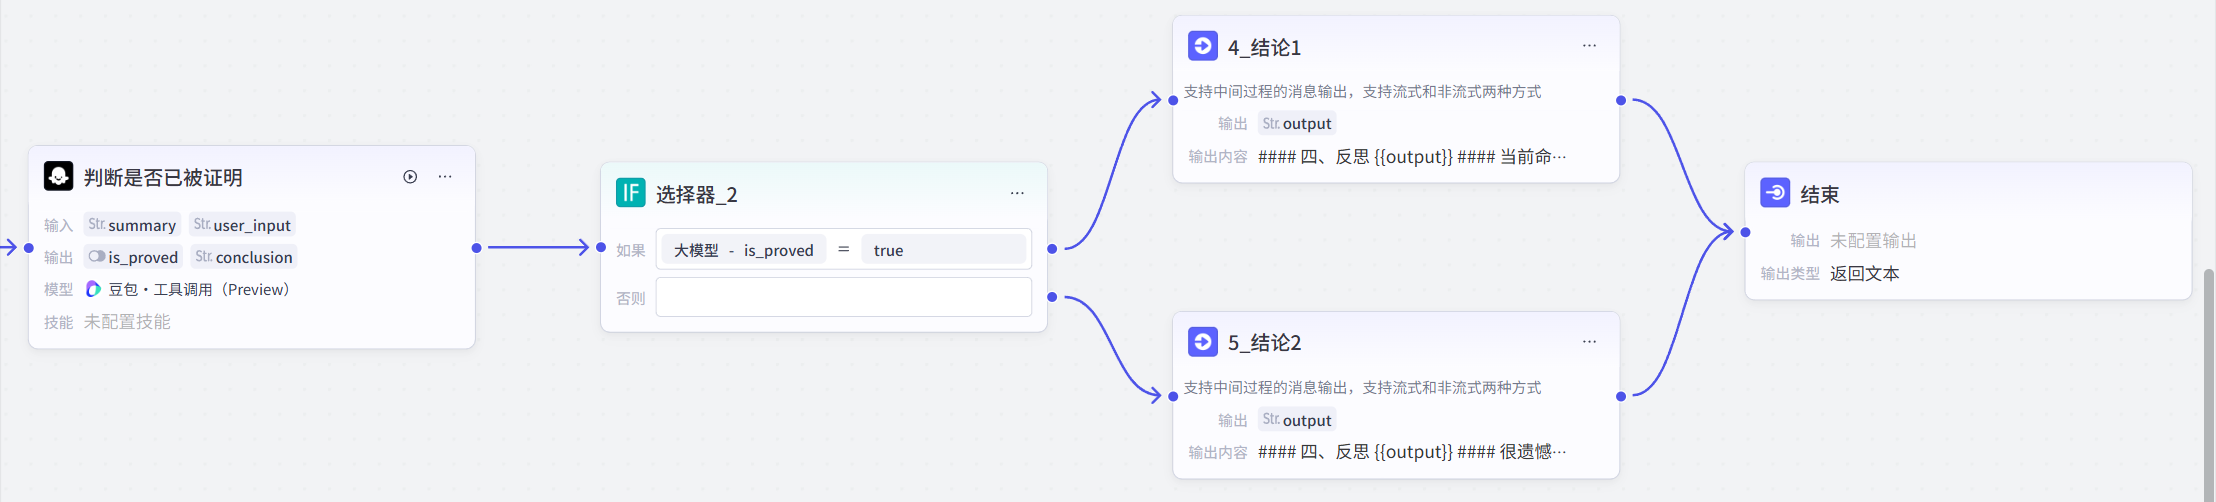 判断是否已被证明
输入 Str. summary Str. user_input
输出 is_proved Str. conclusion
模型 豆包・工具调用（Preview）
技能 未配置技能
IF 选择器_2
如果 大模型 - is_proved = true
否则
4_结论1
支持中间过程的消息输出，支持流式和非流式两种方式
输出 Str. output
输出内容 #### 四、反思 {{output}} #### 当前命…
5_结论2
支持中间过程的消息输出，支持流式和非流式两种方式
输出 Str. output
输出内容 #### 四、反思 {{output}} #### 很遗憾…
结束
输出 未配置输出
输出类型 返回文本